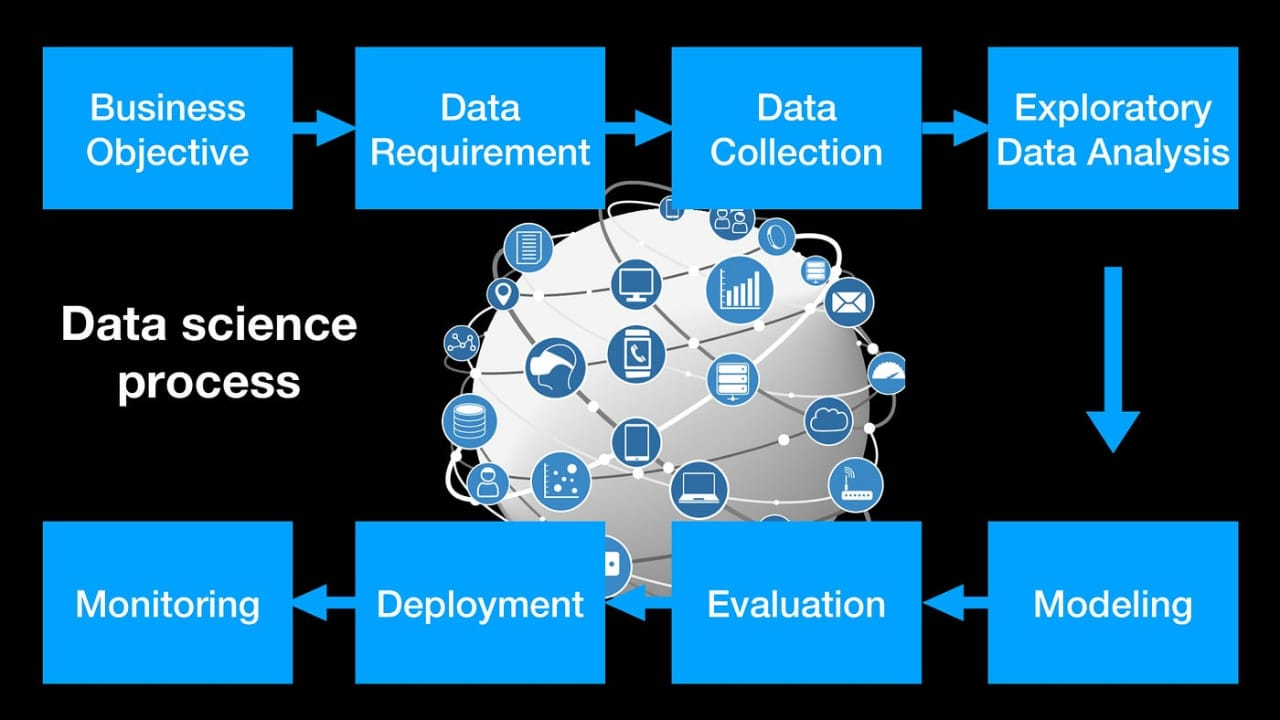 Business
Objective
Data
Requirement
Data
Collection
Exploratory
Data Analysis
Data science
process
Monitoring
Deployment
Evaluation
Modeling